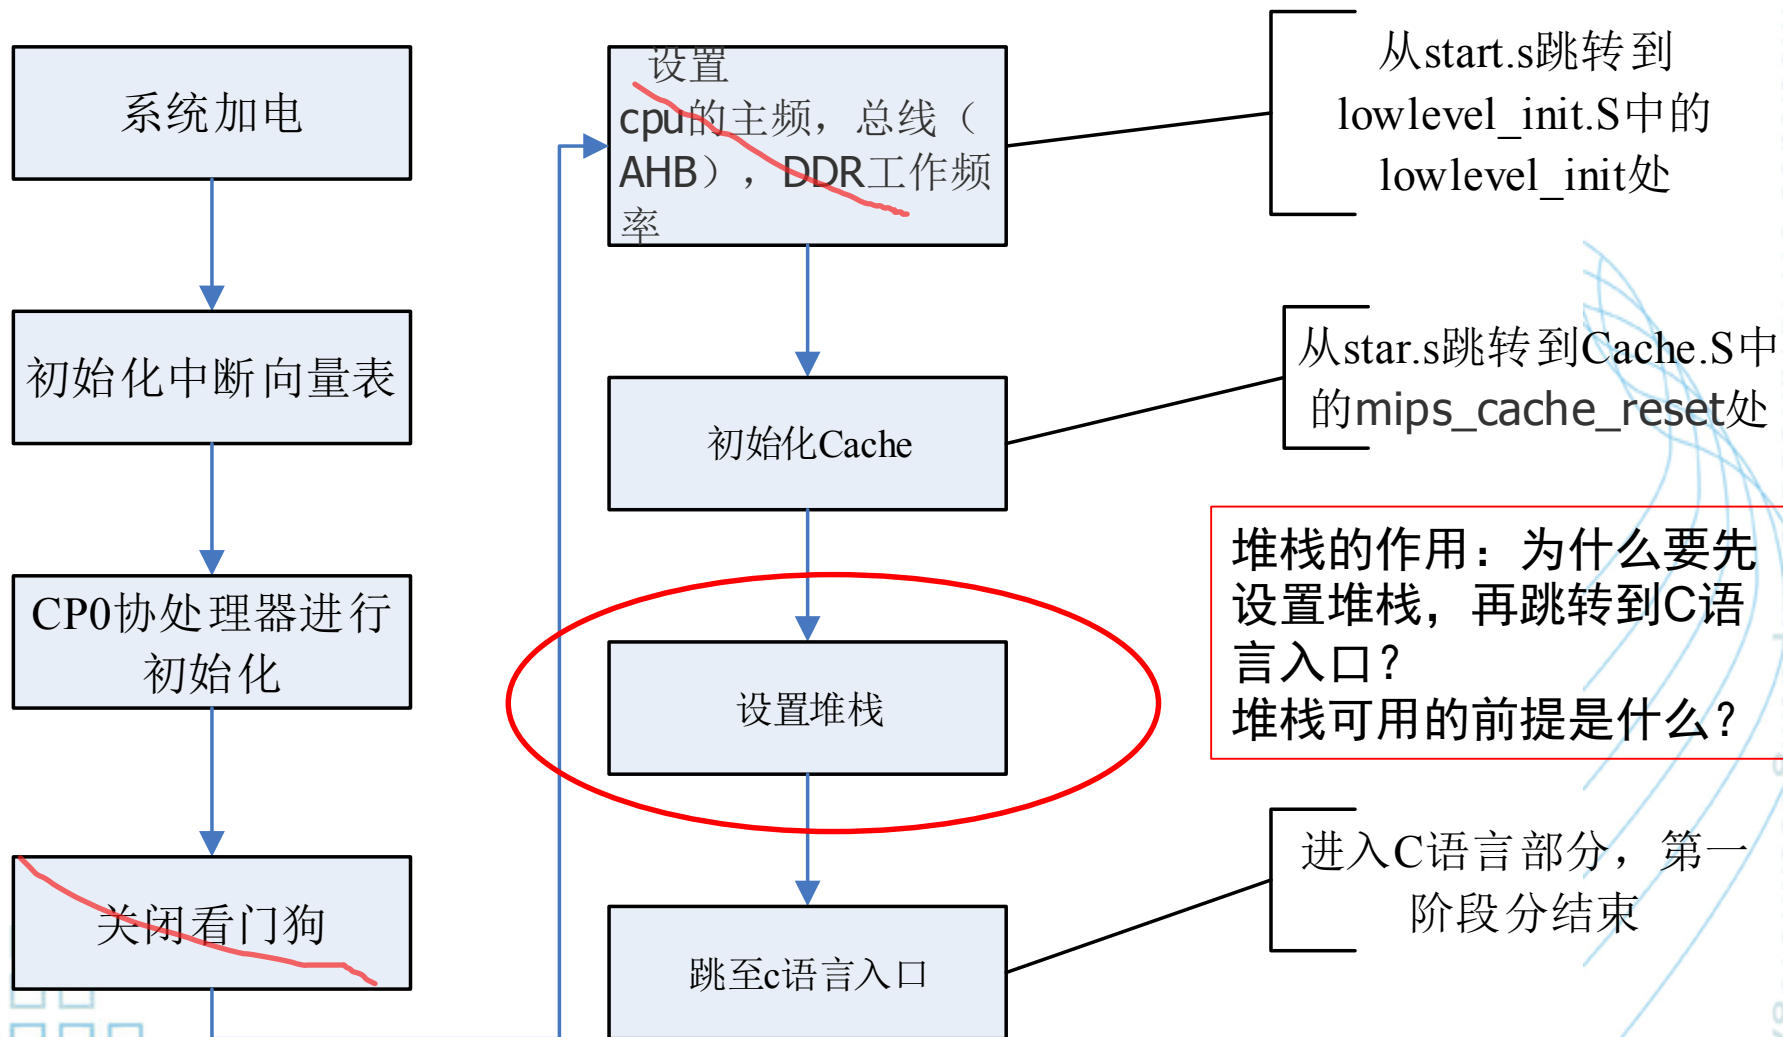 系统加电
初始化中断向量表
CP0协处理器进行
初始化
关闭看门狗
设置
cpu的主频，总线（
AHB），DDR工作频
率
初始化Cache
设置堆栈
跳至c语言入口
从start.s跳转到
lowlevel_init.S中的
lowlevel_init处
从star.s跳转到Cache.S中
的mips_cache_reset处
堆栈的作用：为什么要先
设置堆栈，再跳转到C语
言入口？
堆栈可用的前提是什么？
进入C语言部分，第一
阶段分结束